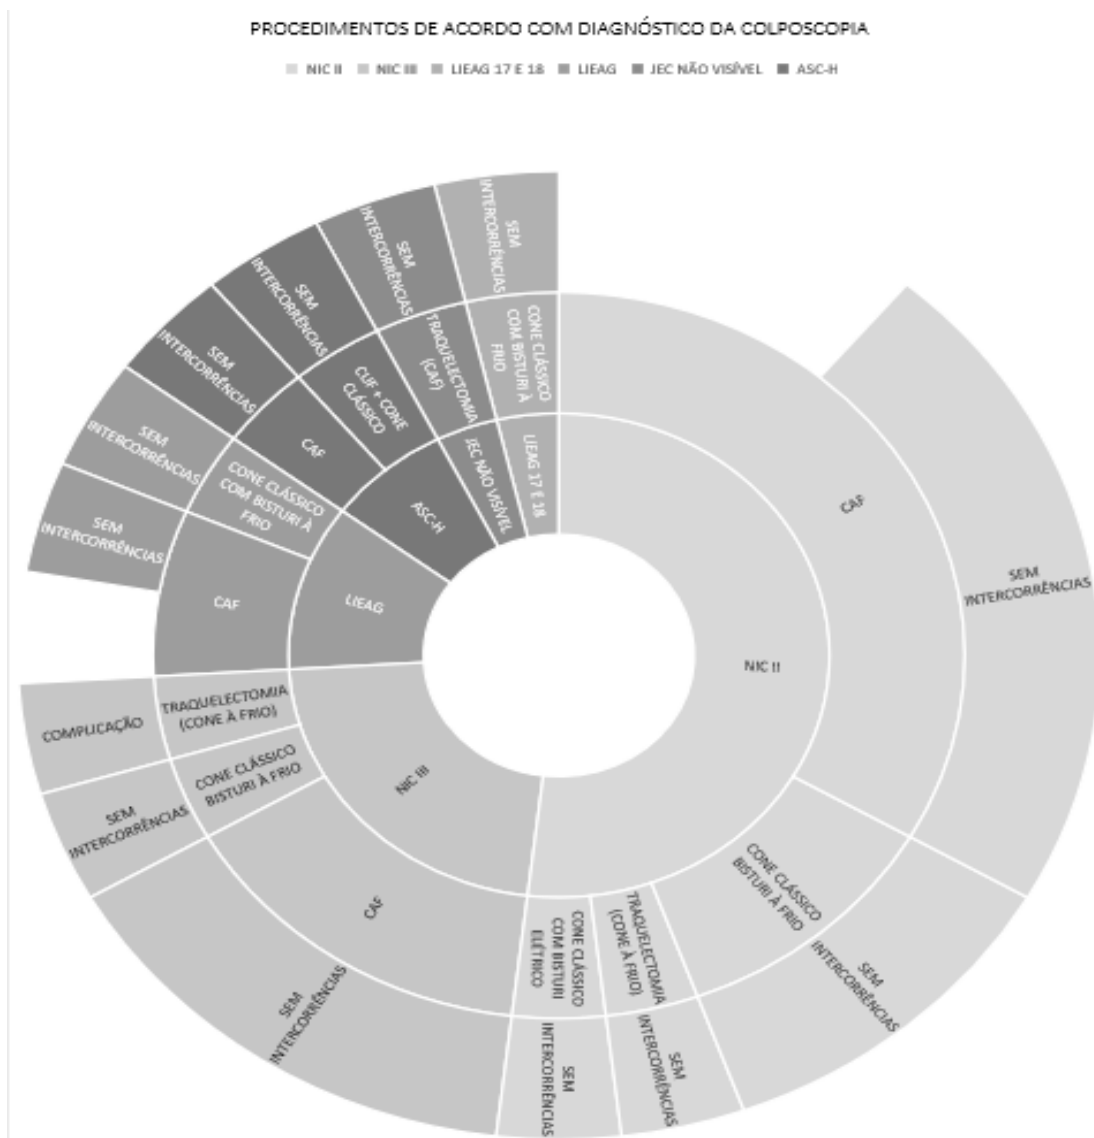 PROCEDIMENTOS DE ACORDO COM DIAGNÓSTICO DA COLPOSCOPIA
NIC II NIC III LIEAG 17 E 18 LIEAG JEC NÃO VISÍVEL ASC-H
NIC II
CAF
SEM
INTERCORRÊNCIAS
CONE CLÁSSICO
BISTURI À FRIO
SEM
INTERCORRÊNCIAS
TRAQUELECTOMIA
(CONE À FRIO)
SEM
INTERCORRÊNCIAS
CONE CLÁSSICO
COM BISTURI
ELÉTRICO
SEM
INTERCORRÊNCIAS
NIC III
CAF
SEM
INTERCORRÊNCIAS
CONE CLÁSSICO
BISTURI À FRIO
SEM
INTERCORRÊNCIAS
TRAQUELECTOMIA
(CONE À FRIO)
COMPLICAÇÃO
LIEAG
CAF
SEM
INTERCORRÊNCIAS
CONE CLÁSSICO
COM BISTURI À
FRIO
SEM
INTERCORRÊNCIAS
ASC-H
CAF
SEM
INTERCORRÊNCIAS
CLIF + CONE
CLÁSSICO
SEM
INTERCORRÊNCIAS
JEC NÃO VISÍVEL
TRAQUELECTOMIA
(CAF)
SEM
INTERCORRÊNCIAS
LIEAG 17 E 18
CONE CLÁSSICO
COM BISTURI À
FRIO
SEM
INTERCORRÊNCIAS